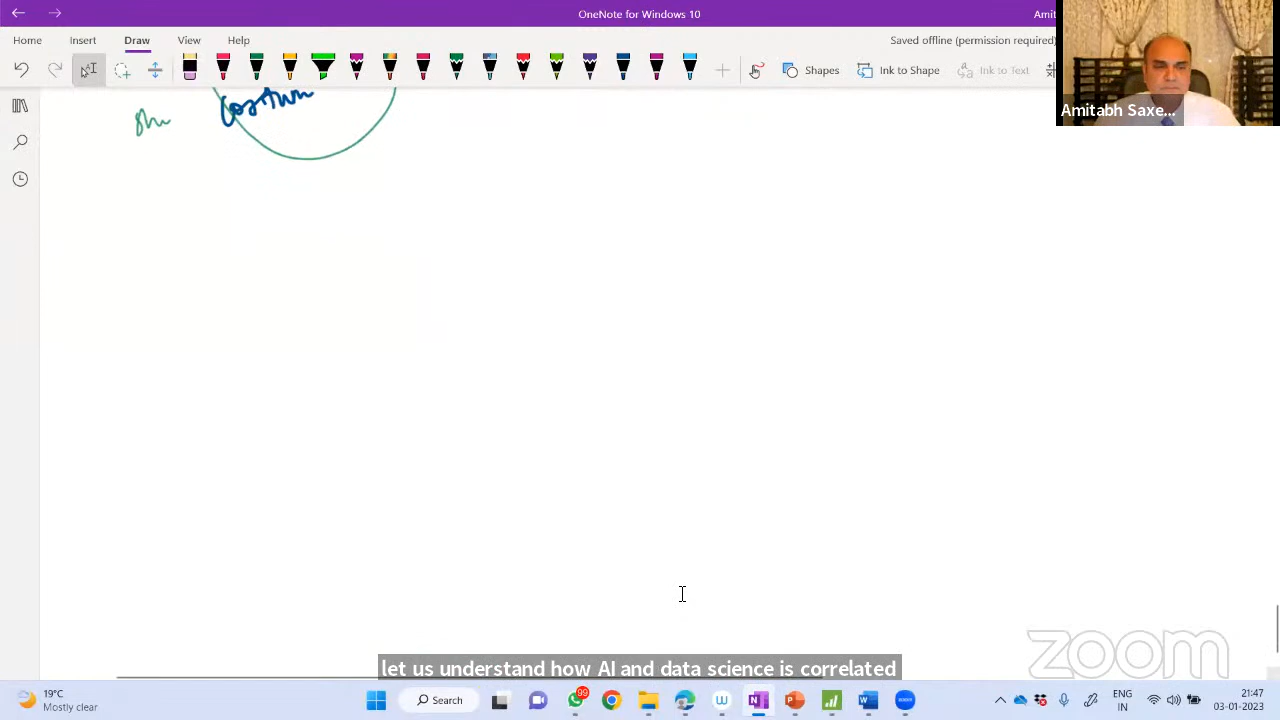 OneNote for Windows 10
Amit
Home Insert Draw View Help
Saved offline (permission required)
Shapes Ink to Shape Ink to Text
Amitabh Saxe...
zoom
let us understand how AI and data science is correlated
19°C
Mostly clear
Search
99
ENG
IN
21:47
03-01-2023